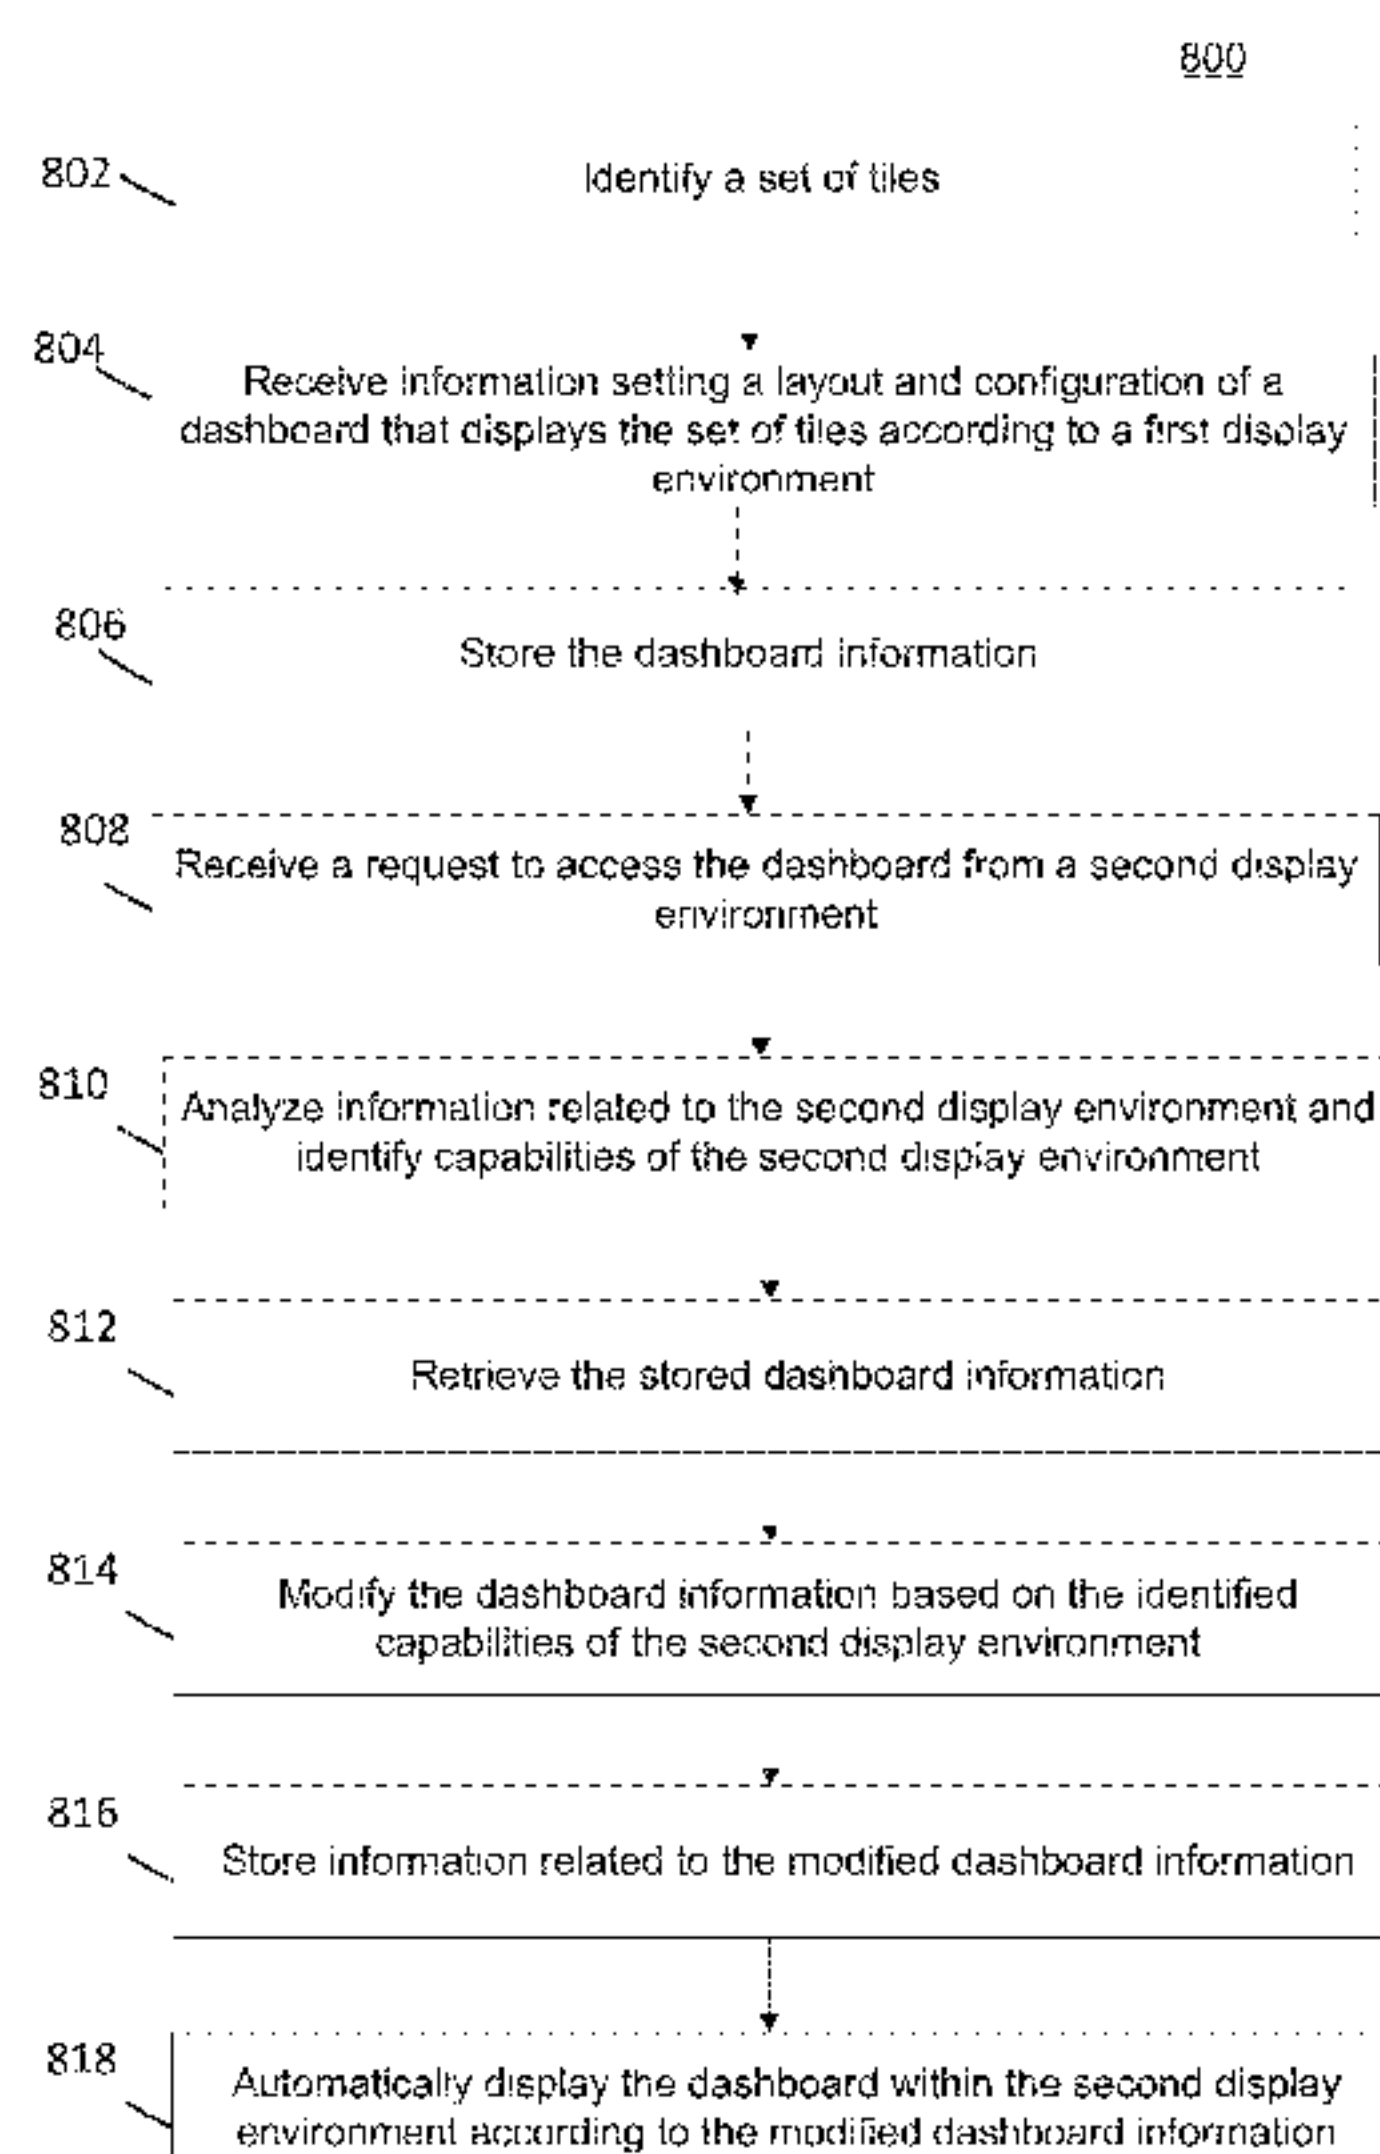 800
802
Identify a set of tiles
804
Receive information setting a layout and configuration of a
dashboard that displays the set of tiles according to a first display
environment
806
Store the dashboard information
808
Receive a request to access the dashboard from a second display
environment
810
Analyze information related to the second display environment and
identify capabilities of the second display environment
812
Retrieve the stored dashboard information
814
Modify the dashboard information based on the identified
capabilities of the second display environment
816
Store information related to the modified dashboard information
818
Automatically display the dashboard within the second display
environment according to the modified dashboard information